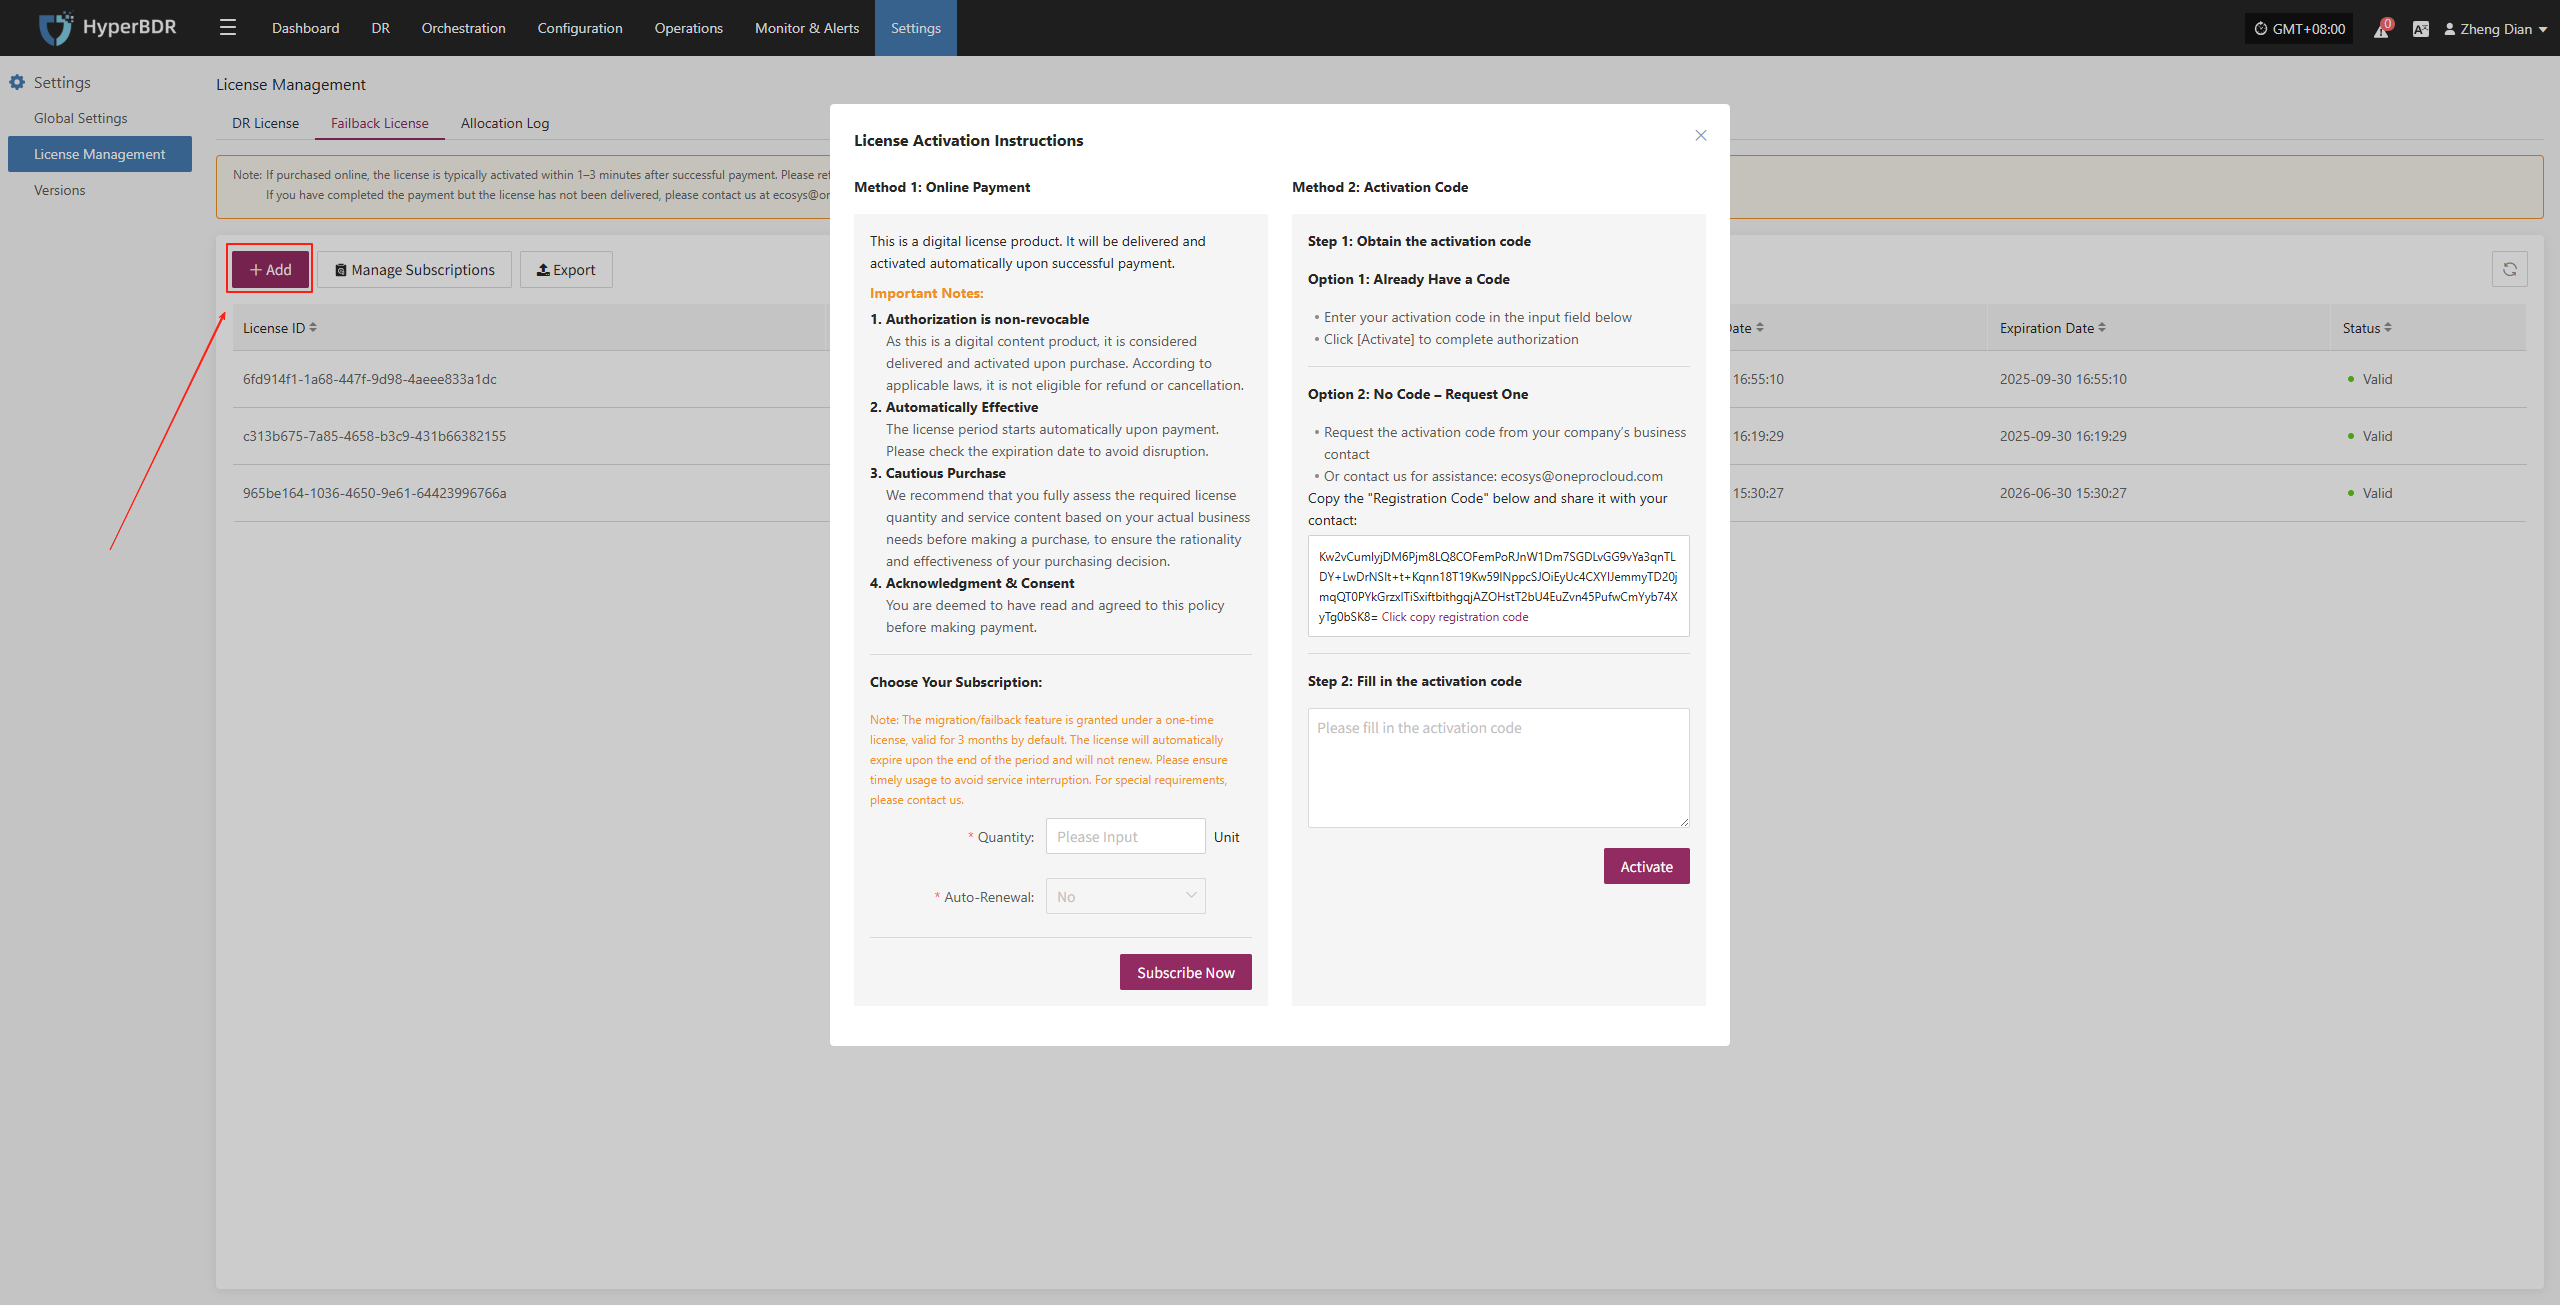 HyperBDR
Dashboard
DR
Orchestration
Configuration
Operations
Monitor & Alerts
Settings
GMT+08:00
0
Zheng Dian
Settings
Global Settings
License Management
Versions
License Management
DR License
Failback License
Allocation Log
Note: If purchased online, the license is typically activated within 1–3 minutes after successful payment. Please
If you have completed the payment but the license has not been delivered, please contact us at
Add
Manage Subscriptions
Export
License ID
Expiration Date
Status
6fd914f1-1a68-447f-9d98-4aeee833a1dc
16:55:10
2025-09-30 16:55:10
Valid
c313b675-7a85-4658-b3c9-431b66382155
16:19:29
2025-09-30 16:19:29
Valid
965be164-1036-4650-9e61-64423996766a
15:30:27
2026-06-30 15:30:27
Valid
License Activation Instructions
Method 1: Online Payment
This is a digital license product. It will be delivered and
activated automatically upon successful payment.
Important Notes:
1. Authorization is non-revocable
As this is a digital content product, it is considered
delivered and activated upon purchase. According to
applicable laws, it is not eligible for refund or cancellation.
2. Automatically Effective
The license period starts automatically upon payment.
Please check the expiration date to avoid disruption.
3. Cautious Purchase
We recommend that you fully assess the required license
quantity and service content based on your actual business
needs before making a purchase, to ensure the rationality
and effectiveness of your purchasing decision.
4. Acknowledgment & Consent
You are deemed to have read and agreed to this policy
before making payment.
Choose Your Subscription:
Note: The migration/failback feature is granted under a one-time
license, valid for 3 months by default. The license will automatically
expire upon the end of the period and will not renew. Please ensure
timely usage to avoid service interruption. For special requirements,
please contact us.
* Quantity:
Please Input
Unit
* Auto-Renewal:
No
Subscribe Now
Method 2: Activation Code
Step 1: Obtain the activation code
Option 1: Already Have a Code
• Enter your activation code in the input field below
• Click [Activate] to complete authorization
Option 2: No Code – Request One
• Request the activation code from your company's business
contact
• Or contact us for assistance: ecosys@oneprocloud.com
Copy the "Registration Code" below and share it with your
contact:
Click copy registration code
Step 2: Fill in the activation code
Please fill in the activation code
Activate